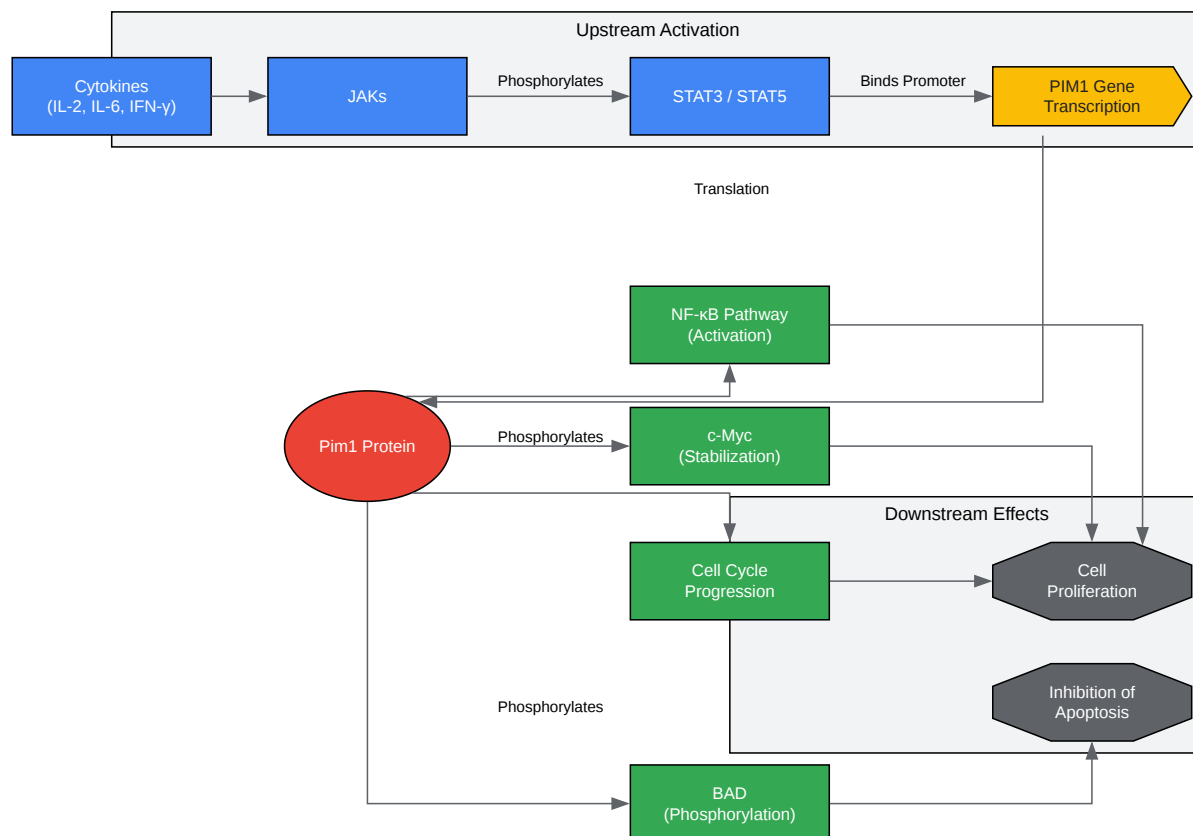 Upstream Activation
Cytokines
(IL-2, IL-6, IFN-γ)
JAKs
Phosphorylates
STAT3 / STAT5
Binds Promoter
PIM1 Gene
Transcription
Translation
NF-κB Pathway
(Activation)
Pim1 Protein
Phosphorylates
c-Myc
(Stabilization)
Downstream Effects
Cell Cycle
Progression
Cell
Proliferation
Inhibition of
Apoptosis
Phosphorylates
BAD
(Phosphorylation)